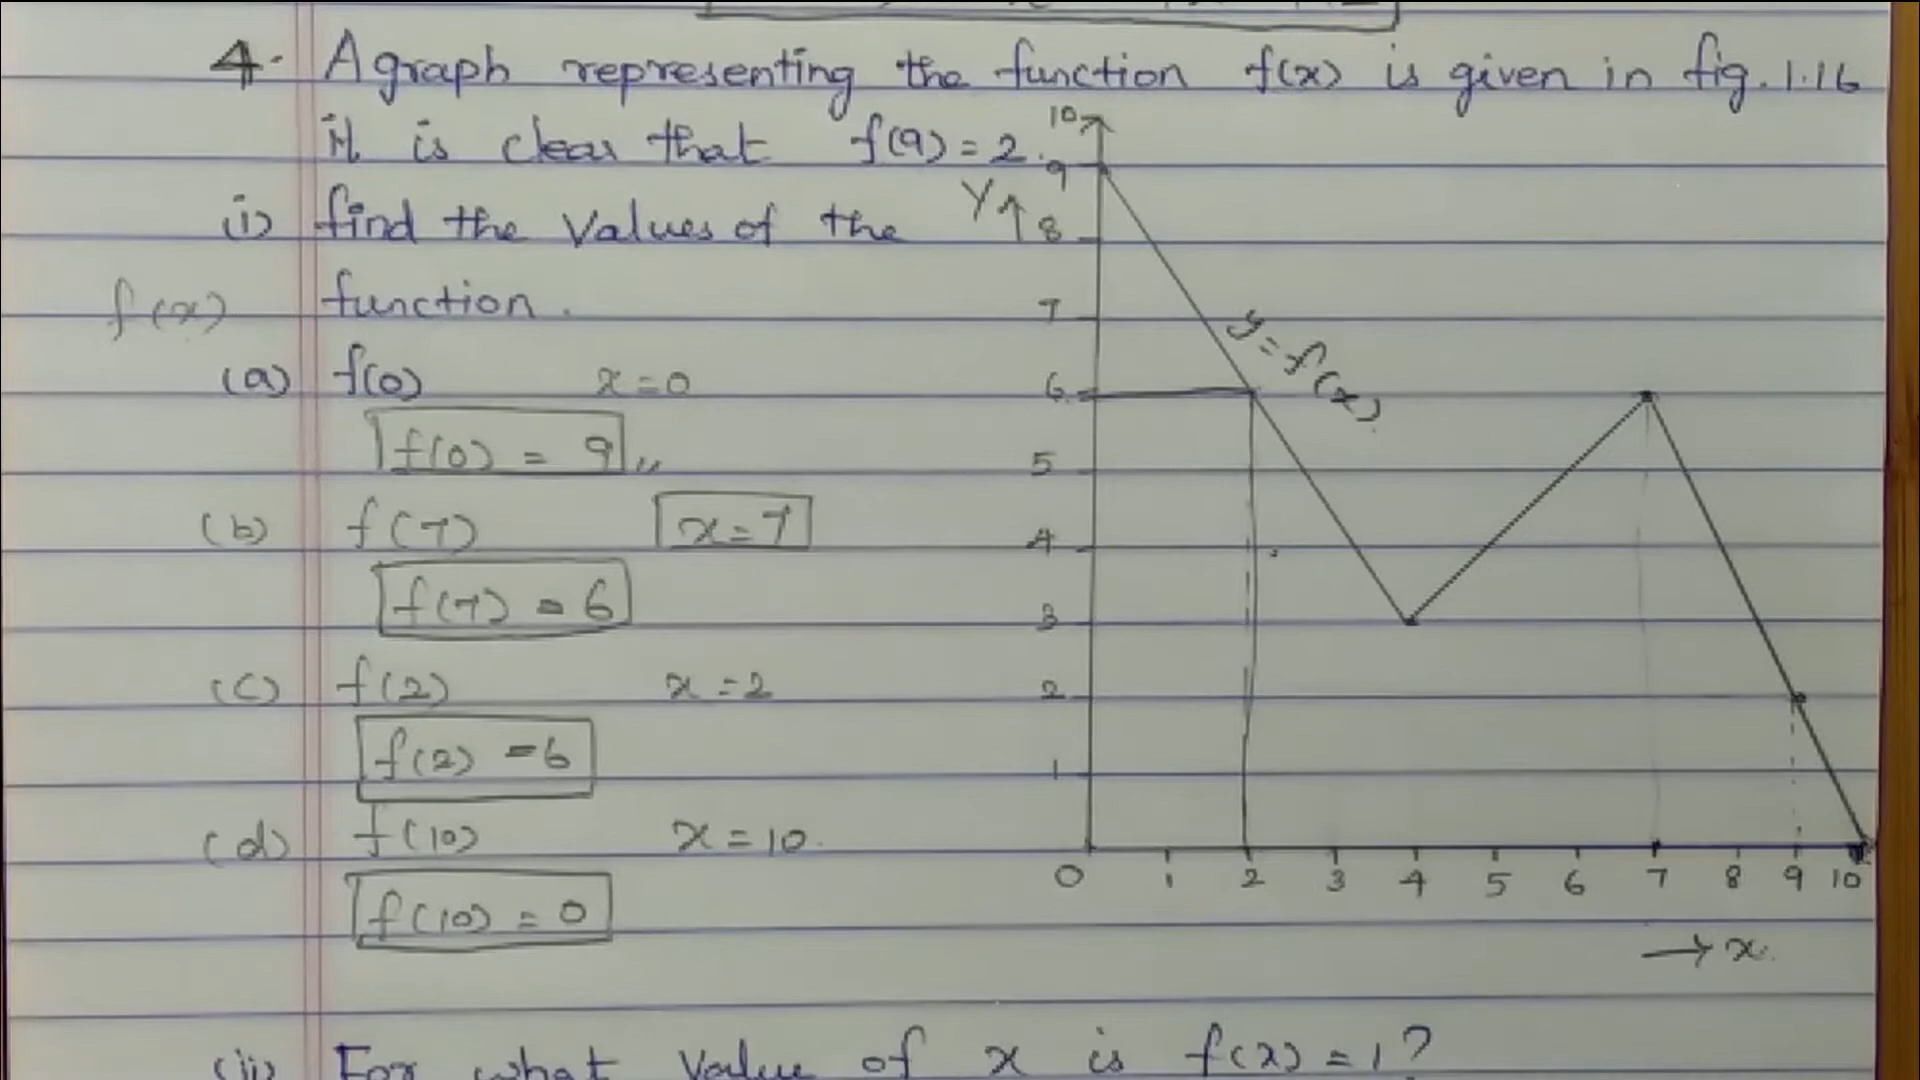 4. A graph representing the function f(x) is given in fig. 1.16
it is clear that f(9) = 2.
(i) find the values of the
function.
f(x)
(a) f(0) x=0
f(0) = 9
(b) f(7) x=7
f(7) = 6
(c) f(2) x=2
f(2) = 6
(d) f(10) x=10.
f(10) = 0
10
9
Y↑ 8
7
6
5
4
3
2
1
y=f(x).
0 1 2 3 4 5 6 7 8 9 10
→ x.
(ii) For what value of x is f(x) = 1?